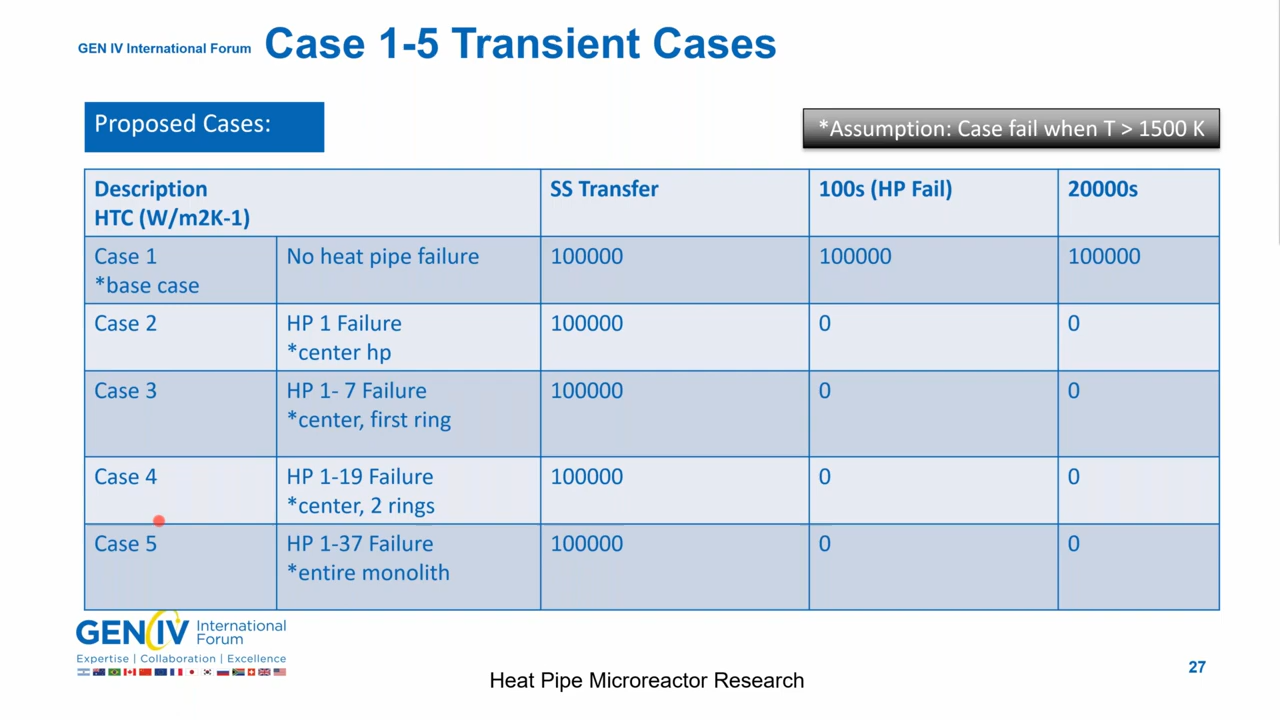 GEN IV International Forum Case 1-5 Transient Cases
Proposed Cases:
*Assumption: Case fail when T > 1500 K
Description
HTC (W/m2K-1)
SS Transfer
100s (HP Fail)
20000s
Case 1
*base case
No heat pipe failure
100000
100000
100000
Case 2
HP 1 Failure
*center hp
100000
0
0
Case 3
HP 1- 7 Failure
*center, first ring
100000
0
0
Case 4
HP 1-19 Failure
*center, 2 rings
100000
0
0
Case 5
HP 1-37 Failure
*entire monolith
100000
0
0
GEN IV International
Forum
Expertise | Collaboration | Excellence
Heat Pipe Microreactor Research
27